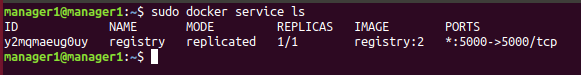 manager1@manager1:~$ sudo docker service ls
ID NAME MODE REPLICAS IMAGE PORTS
y2mqmaeug0uy registry replicated 1/1 registry:2 *:5000->5000/tcp
manager1@manager1:~$